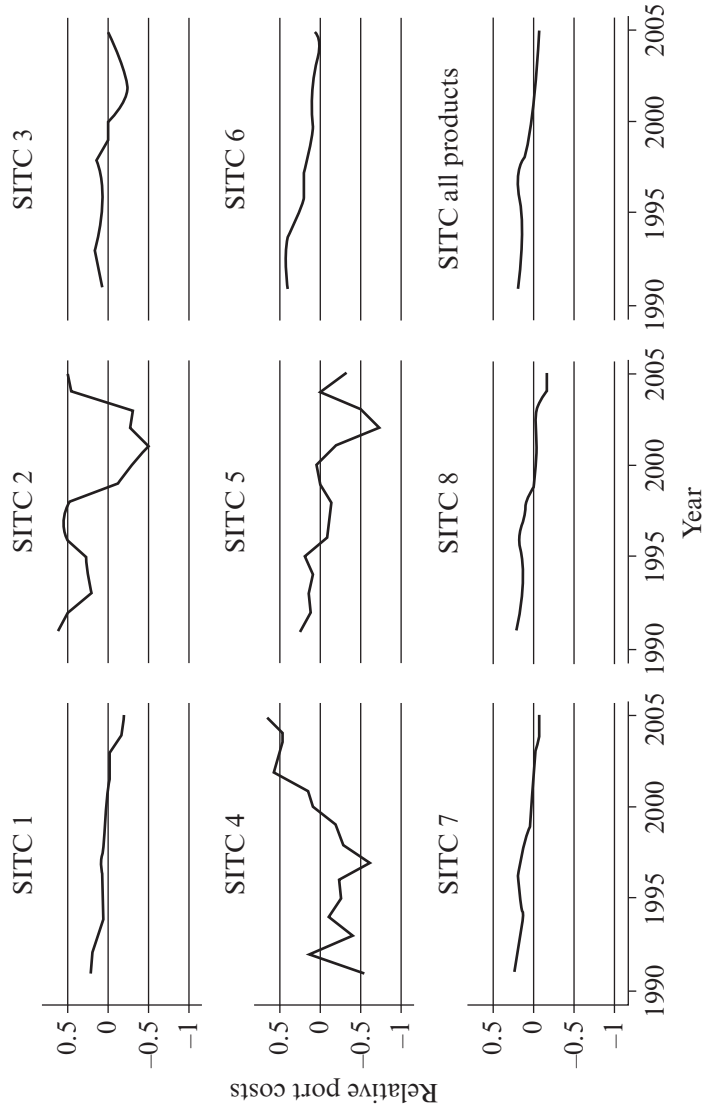 SITC 1
SITC 2
SITC 3
0.5
0
–0.5
–1
SITC 4
SITC 5
SITC 6
0.5
0
–0.5
–1
SITC 7
SITC 8
SITC all products
0.5
0
–0.5
–1
1990 1995 2000 2005
1990 1995 2000 2005
1990 1995 2000 2005
Relative port costs
Year